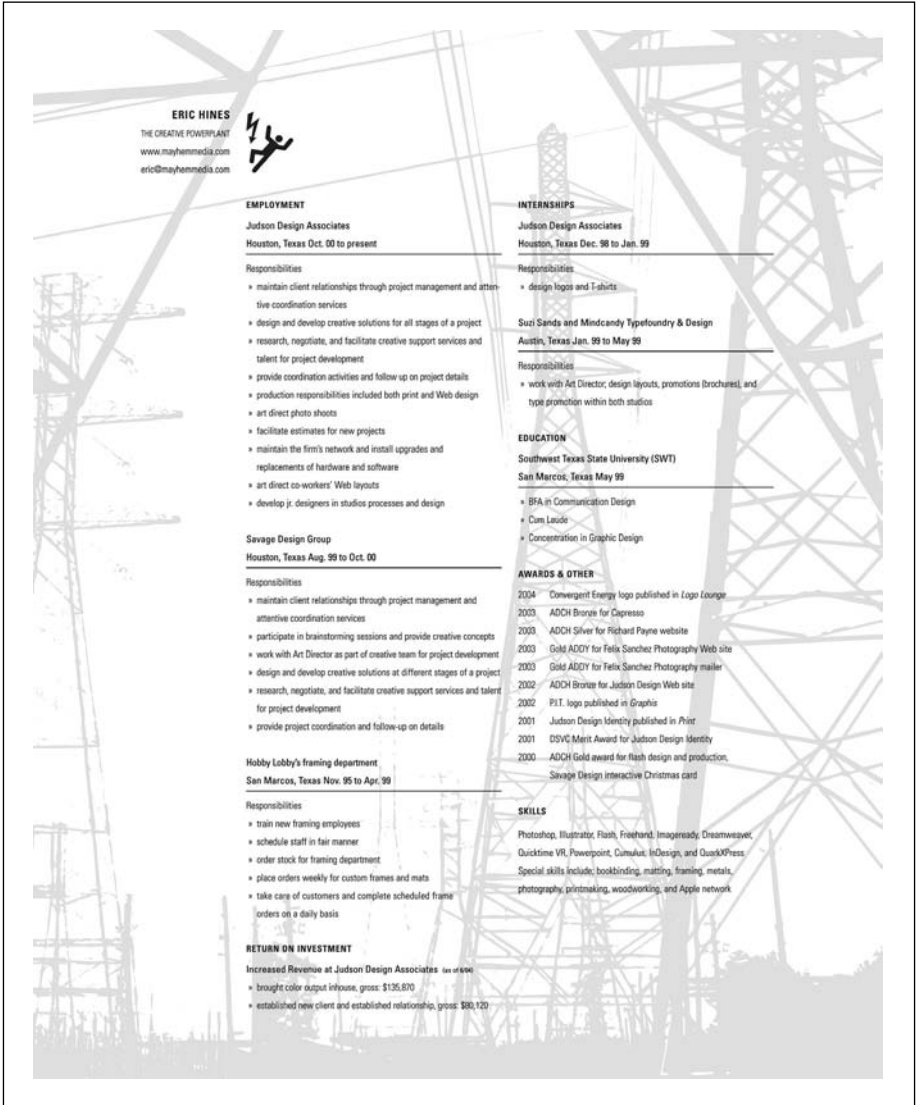 ERIC HINES
THE CREATIVE POWERPLANT
www.mayhemmedia.com
eric@mayhemmedia.com
EMPLOYMENT
Judson Design Associates
Houston, Texas Oct. 00 to present
Responsibilities
» maintain client relationships through project management and atten-
tive coordination services
» design and develop creative solutions for all stages of a project
» research, negotiate, and facilitate creative support services and
talent for project development
» provide coordination activities and follow up on project details
» production responsibilities included both print and Web design
» art direct photo shoots
» facilitate estimates for new projects
» maintain the firm's network and install upgrades and
replacements of hardware and software
» art direct co-workers' Web layouts
» develop jr. designers in studios processes and design
Savage Design Group
Houston, Texas Aug. 99 to Oct. 00
Responsibilities
» maintain client relationships through project management and
attentive coordination services
» participate in brainstorming sessions and provide creative concepts
» work with Art Director as part of creative team for project development
» design and develop creative solutions at different stages of a project
» research, negotiate, and facilitate creative support services and talent
for project development
» provide project coordination and follow-up on details
Hobby Lobby's framing department
San Marcos, Texas Nov. 95 to Apr. 99
Responsibilities
» train new framing employees
» schedule staff in fair manner
» order stock for framing department
» place orders weekly for custom frames and mats
» take care of customers and complete scheduled frame
orders on a daily basis
RETURN ON INVESTMENT
Increased Revenue at Judson Design Associates (as of 6/04)
» brought color output inhouse, gross: $135,870
» established new client and established relationship, gross: $80,120
INTERNSHIPS
Judson Design Associates
Houston, Texas Dec. 98 to Jan. 99
Responsibilities
» design logos and T-shirts
Suzi Sands and Mindcandy Typefoundry & Design
Austin, Texas Jan. 99 to May 99
Responsibilities
» work with Art Director; design layouts, promotions (brochures), and
type promotion within both studios
EDUCATION
Southwest Texas State University (SWT)
San Marcos, Texas May 99
» BFA in Communication Design
» Cum Laude
» Concentration in Graphic Design
AWARDS & OTHER
2004 Convergent Energy logo published in Logo Lounge
2003 ADCH Bronze for Capresso
2003 ADCH Silver for Richard Payne website
2003 Gold ADDY for Felix Sanchez Photography Web site
2003 Gold ADDY for Felix Sanchez Photography mailer
2002 ADCH Bronze for Judson Design Web site
2002 P.I.T. logo published in Graphis
2001 Judson Design Identity published in Print
2001 DSVC Merit Award for Judson Design Identity
2000 ADCH Gold award for flash design and production,
Savage Design interactive Christmas card
SKILLS
Photoshop, Illustrator, Flash, Freehand, Imageready, Dreamweaver,
Quicktime VR, Powerpoint, Cumulus, InDesign, and QuarkXPress
Special skills include; bookbinding, matting, framing, metals,
photography, printmaking, woodworking, and Apple network